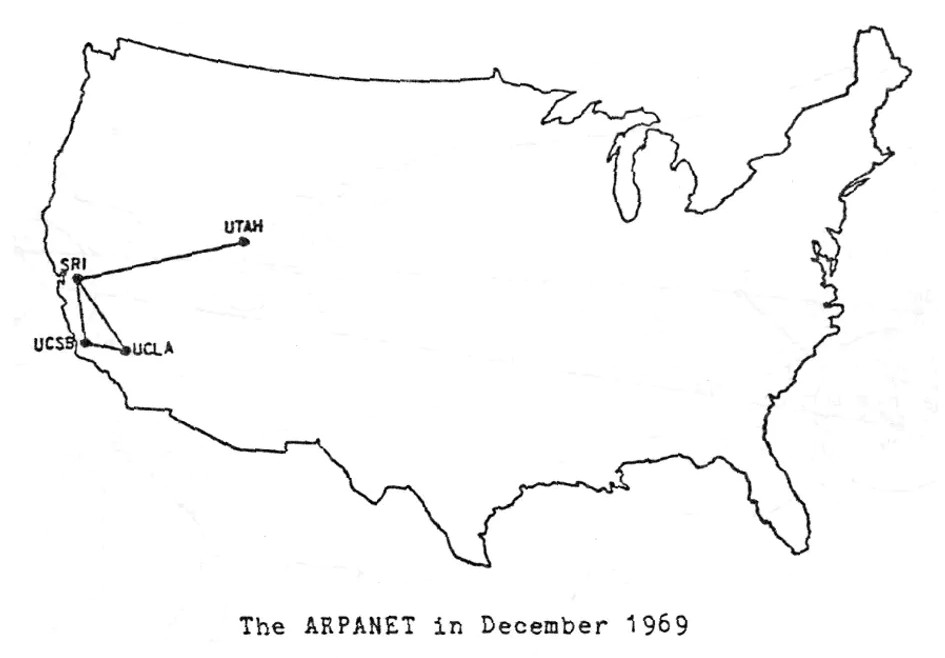 UTAH
SRI
UCSB
UCLA
The ARPANET in December 1969